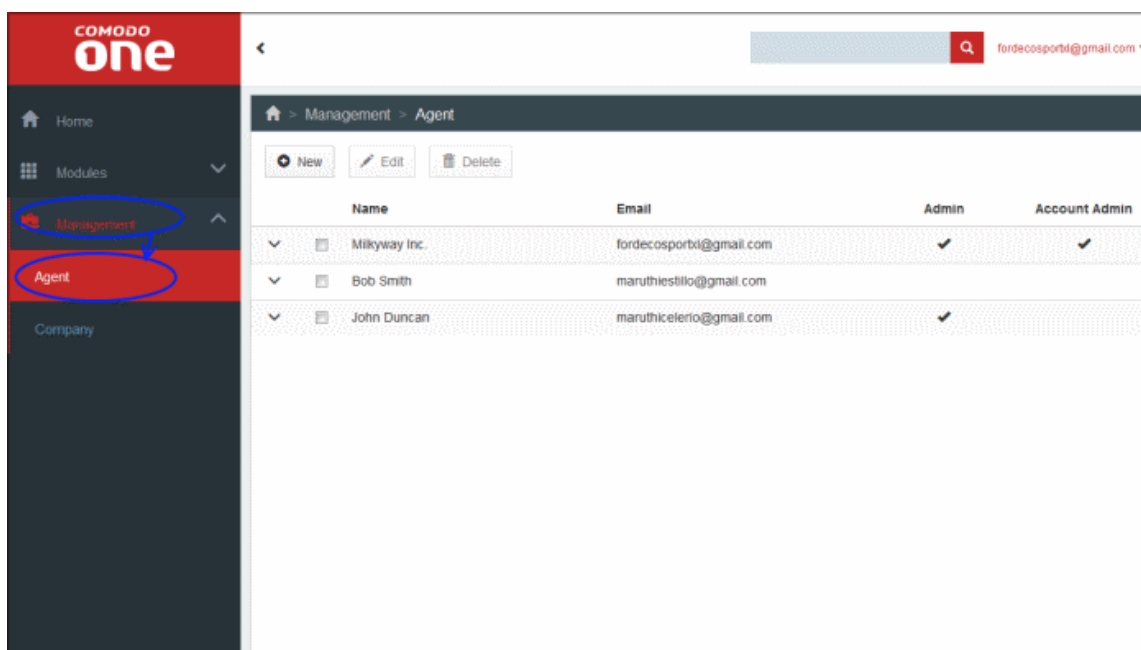 COMODO
one
fordecosportxl@gmail.com
Home
Management > Agent
Modules
New Edit Delete
Management
Name Email Admin Account Admin
Milkyway Inc. fordecosportxl@gmail.com
Agent
Bob Smith maruthiestillo@gmail.com
John Duncan maruthicelerio@gmail.com
Company